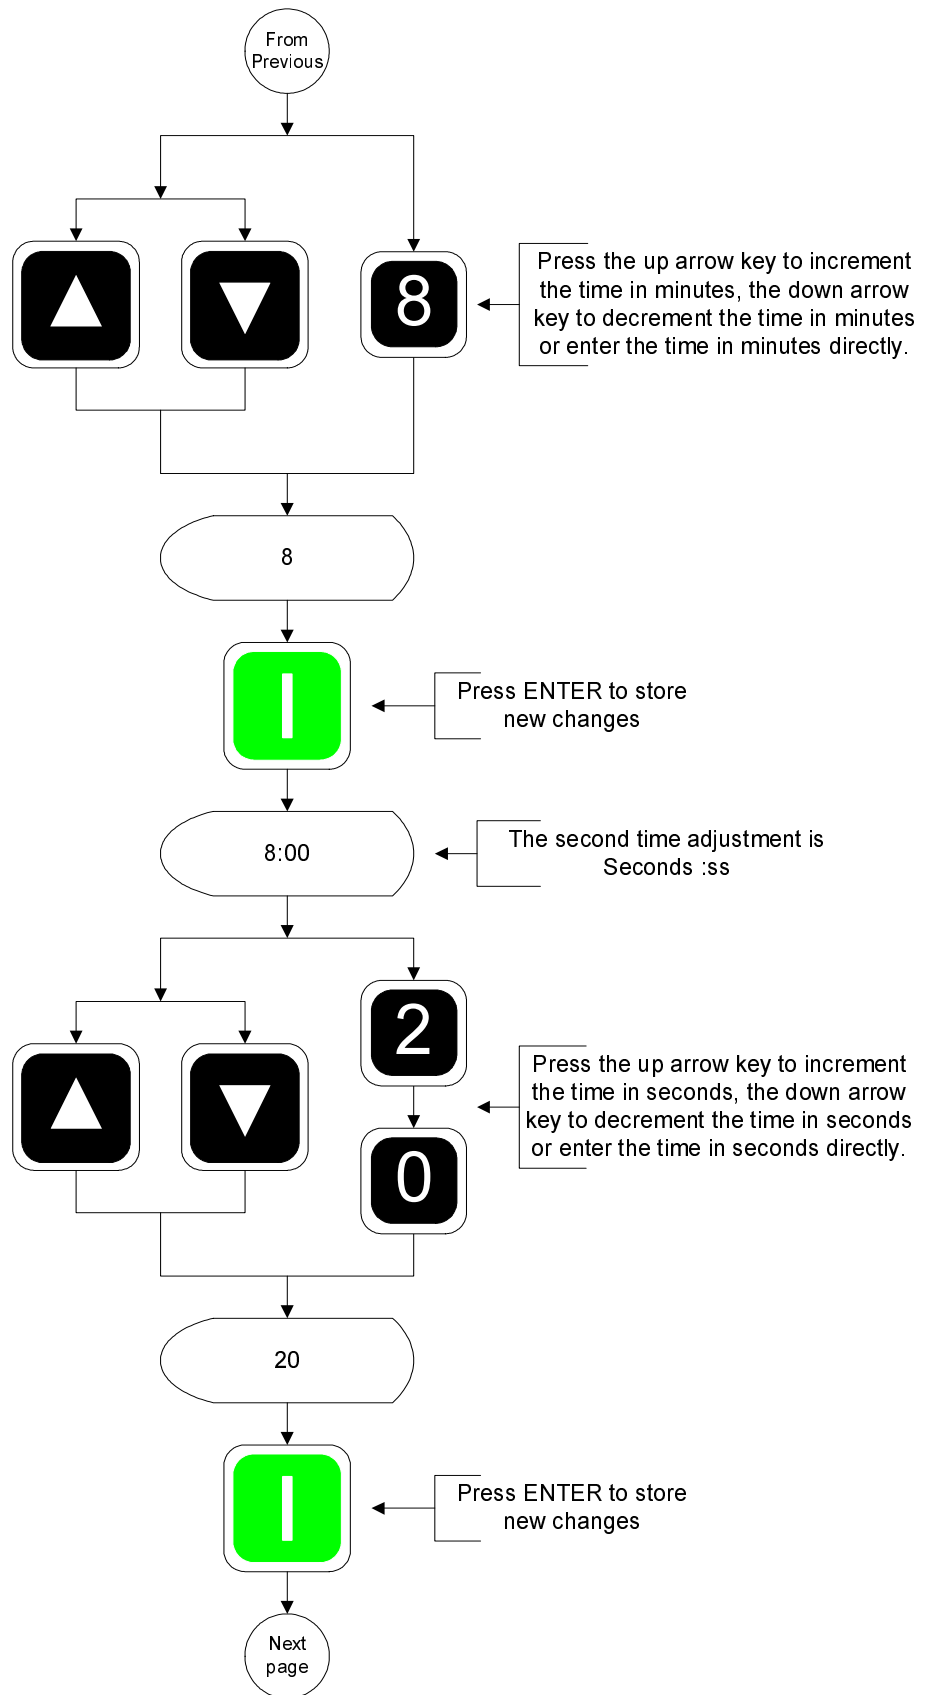 From
Previous
8
Press the up arrow key to increment
the time in minutes, the down arrow
key to decrement the time in minutes
or enter the time in minutes directly.
8
I
Press ENTER to store
new changes
8:00
The second time adjustment is
Seconds :ss
2
0
Press the up arrow key to increment
the time in seconds, the down arrow
key to decrement the time in seconds
or enter the time in seconds directly.
20
I
Press ENTER to store
new changes
Next
page